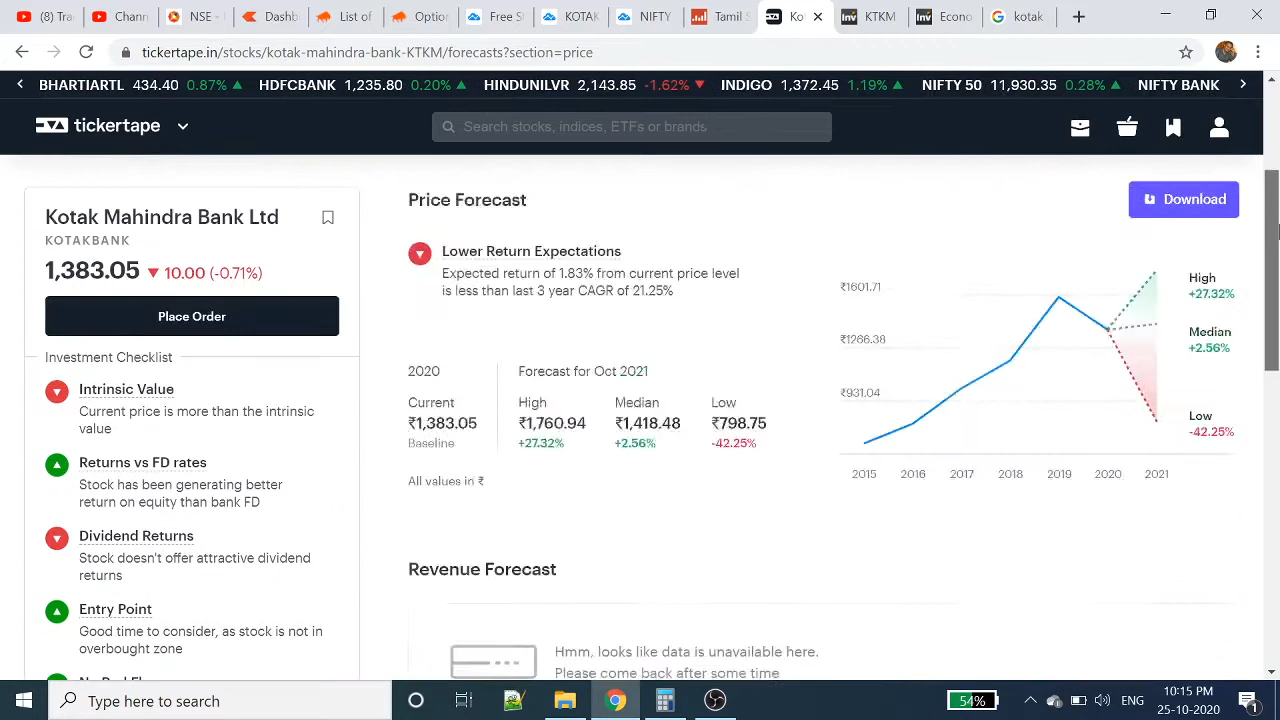 (8)
Chan
NSE -
Dash
List of
Optio
Free S
KOTAK
NIFTY
Tamil S
Ko
KTKM
Econo
kotak
tickertape.in/stocks/kotak-mahindra-bank-KTKM/forecasts?section=price
BHARTIARTL 434.40 0.87% ▲ HDFCBANK 1,235.80 0.20% ▲ HINDUNILVR 2,143.85 -1.62% ▼ INDIGO 1,372.45 1.19% ▲ NIFTY 50 11,930.35 0.28% ▲ NIFTY BANK
tickertape
Search stocks, indices, ETFs or brands
Kotak Mahindra Bank Ltd
KOTAKBANK
1,383.05 ▼ 10.00 (-0.71%)
Place Order
Investment Checklist
Intrinsic Value
Current price is more than the intrinsic
value
Returns vs FD rates
Stock has been generating better
return on equity than bank FD
Dividend Returns
Stock doesn't offer attractive dividend
returns
Entry Point
Good time to consider, as stock is not in
overbought zone
Price Forecast
Download
Lower Return Expectations
Expected return of 1.83% from current price level
is less than last 3 year CAGR of 21.25%
2020
Forecast for Oct 2021
Current High Median Low
₹1,383.05 ₹1,760.94 ₹1,418.48 ₹798.75
Baseline +27.32% +2.56% -42.25%
All values in ₹
₹1601.71
₹1266.38
₹931.04
High
+27.32%
Median
+2.56%
Low
-42.25%
2015 2016 2017 2018 2019 2020 2021
Revenue Forecast
Hmm, looks like data is unavailable here.
Please come back after some time
Type here to search
54%
ENG
10:15 PM
25-10-2020
1